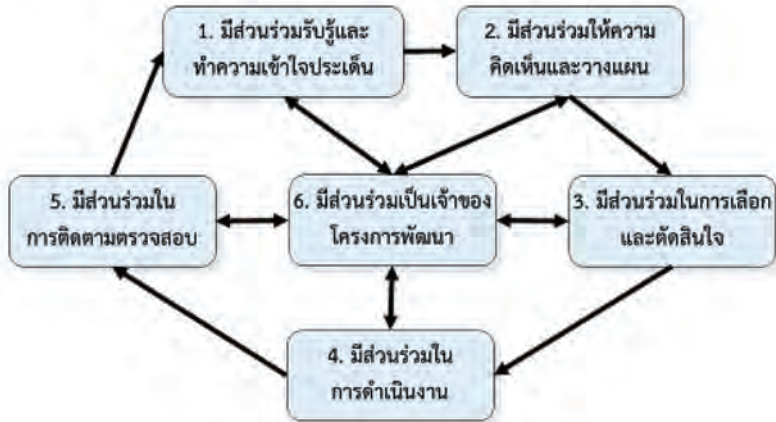 1. มีส่วนร่วมรับรู้และ
ทำความเข้าใจประเด็น
2. มีส่วนร่วมให้ความ
คิดเห็นและวางแผน
3. มีส่วนร่วมในการเลือก
และตัดสินใจ
4. มีส่วนร่วมใน
การดำเนินงาน
5. มีส่วนร่วมใน
การติดตามตรวจสอบ
6. มีส่วนร่วมเป็นเจ้าของ
โครงการพัฒนา